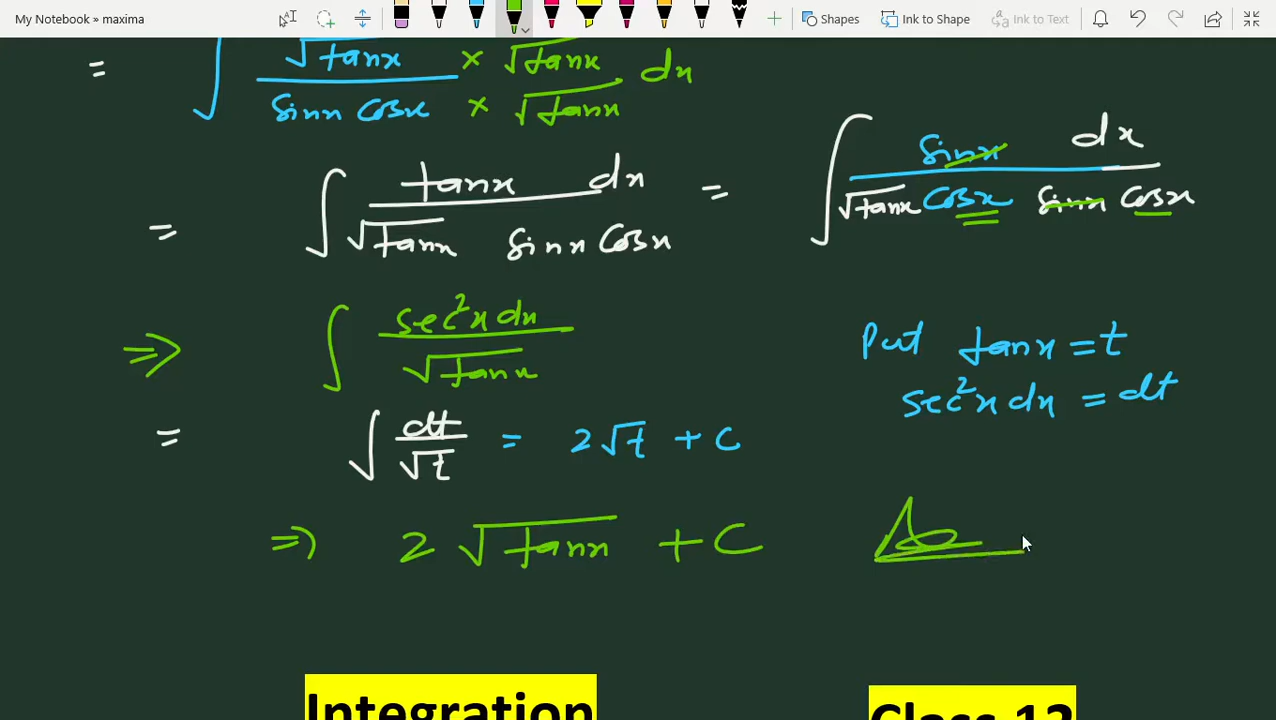 My Notebook » maxima
Shapes Ink to Shape Ink to Text
= ∫ √tanx × √tanx / sinx cosx × √tanx dx
= ∫ tanx dx / √tanx sinx cosx = ∫ sinx dx / √tanx cosx sinx cosx
⇒ ∫ sec²x dx / √tanx
Put tanx = t
sec²x dx = dt
= ∫ dt / √t = 2√t + C
⇒ 2 √tanx + C
Integration
Class 12